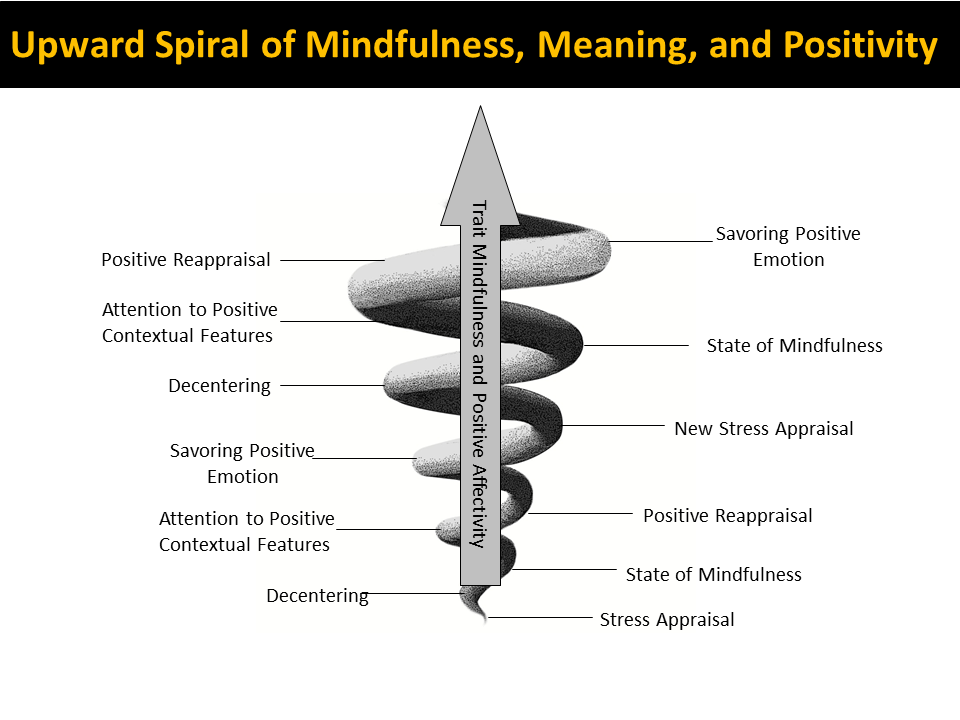 Upward Spiral of Mindfulness, Meaning, and Positivity
Trait Mindfulness and Positive Affectivity
Savoring Positive
Emotion
Positive Reappraisal
Attention to Positive
Contextual Features
State of Mindfulness
Decentering
New Stress Appraisal
Savoring Positive
Emotion
Positive Reappraisal
Attention to Positive
Contextual Features
State of Mindfulness
Decentering
Stress Appraisal